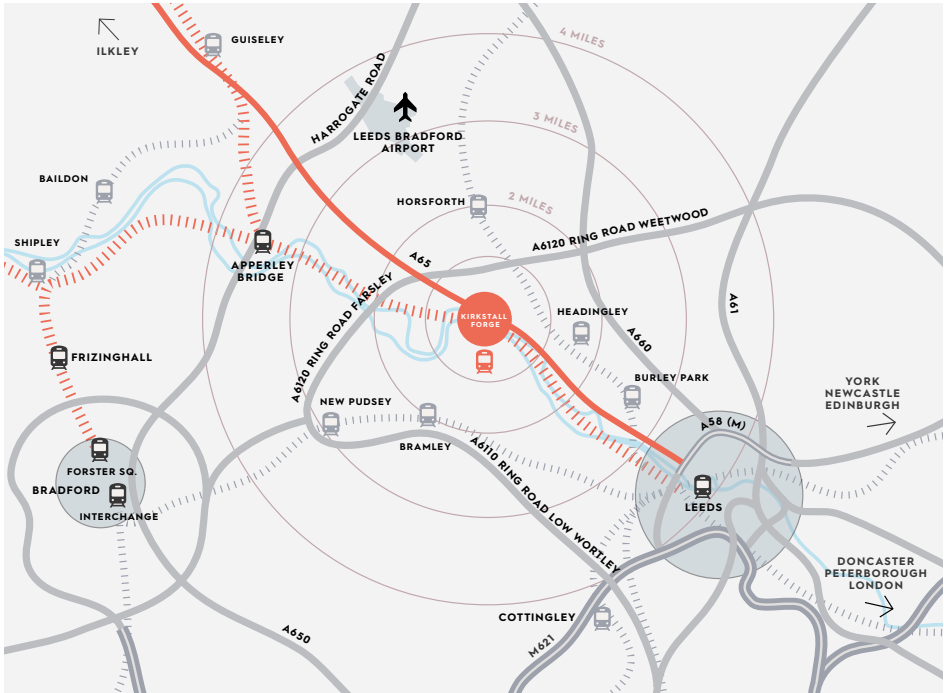 4 MILES
GUISELEY
ILKLEY
HARROGATE ROAD
3 MILES
LEEDS BRADFORD
AIRPORT
BAILDON
HORSFORTH
2 MILES
SHIPLEY
A6120 RING ROAD WEETWOOD
APPERLEY
BRIDGE
A65
A6120 RING ROAD FARSLEY
KIRKSTALL
FORGE
HEADINGLEY
A61
A660
FRIZINGHALL
BURLEY PARK
YORK
NEWCASTLE
EDINBURGH
NEW PUDSEY
BRAMLEY
A58 (M)
A6110 RING ROAD LOW WORTLEY
FORSTER SQ.
BRADFORD
INTERCHANGE
LEEDS
DONCASTER
PETERBOROUGH
LONDON
COTTINGLEY
A650
M621